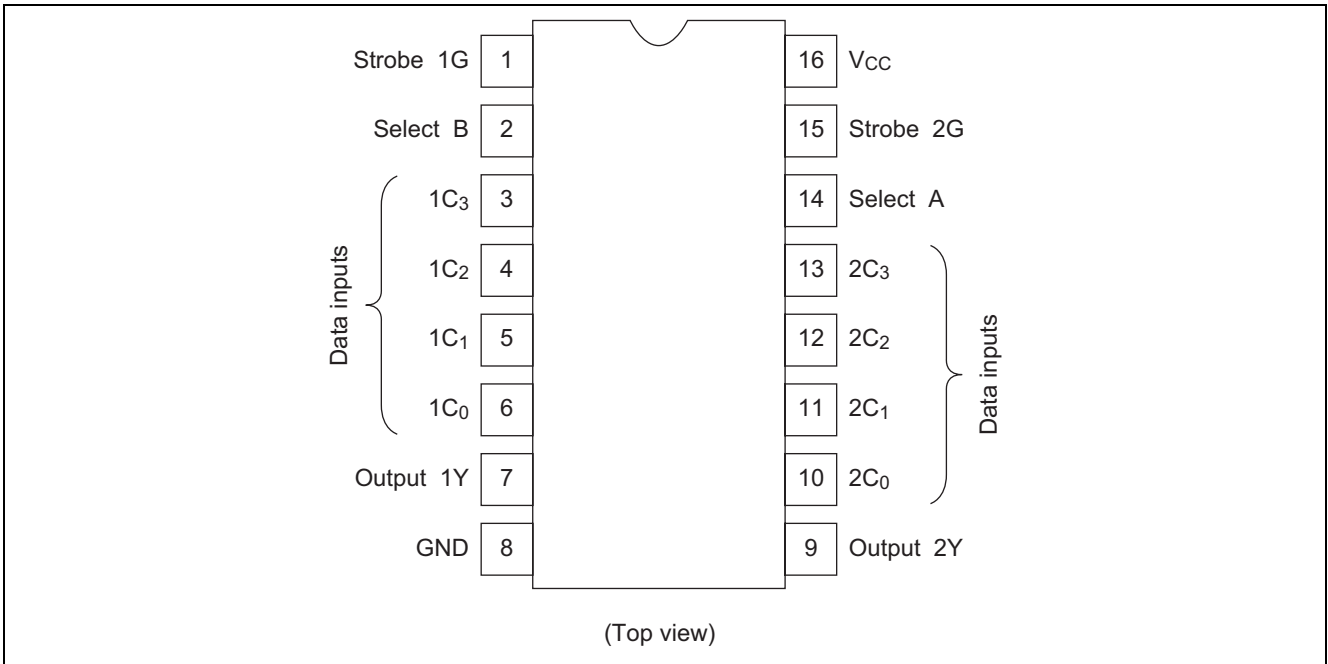 Strobe 1G 1 16 VCC
Select B 2 15 Strobe 2G
1C3 3 14 Select A
1C2 4 13 2C3
1C1 5 12 2C2
1C0 6 11 2C1
Output 1Y 7 10 2C0
GND 8 9 Output 2Y
Data inputs
Data inputs
(Top view)